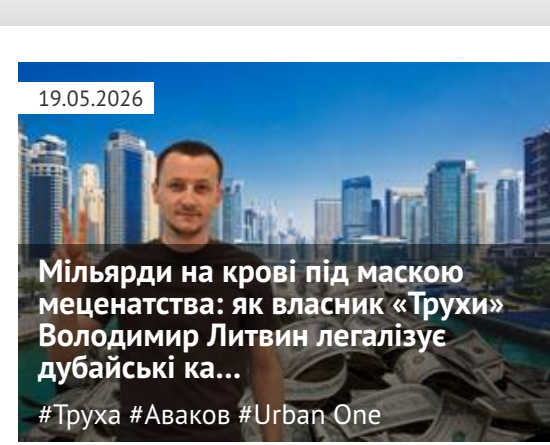 19.05.2026
Мільярди на крові під маскою
меценатства: як власник «Трухи»
Володимир Литвин легалізує
дубайські ка...
#Труха #Аваков #Urban One